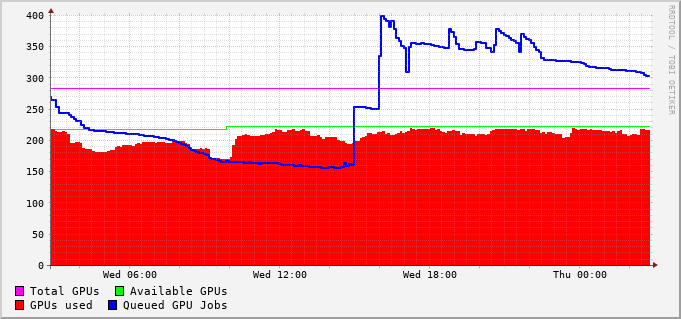 400
350
300
250
200
150
100
50
0
Wed 06:00 Wed 12:00 Wed 18:00 Thu 00:00
Total GPUs Available GPUs
GPUs used Queued GPU Jobs
RRDTOOL / TOBI OETIKER